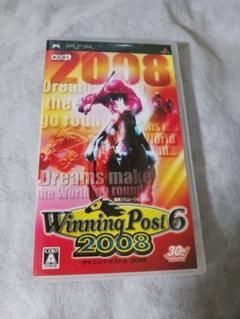 PSP
2008
Dreams make
the World
go round...
Dreams make
the World go round...
Winning Post 6
2008
ウイニングポスト6 2008
A
30th